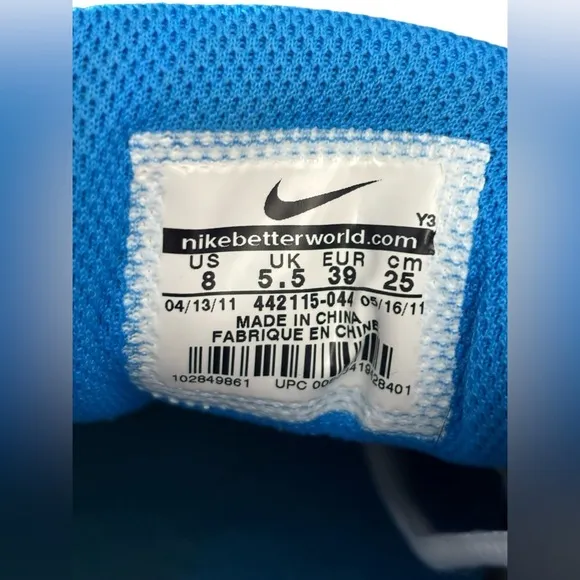 Y3
nikebetterworld.com
US UK EUR cm
8 5.5 39 25
04/13/11 442115-044 05/16/11
MADE IN CHINA
FABRIQUE EN CHINE
102849861 UPC 28401